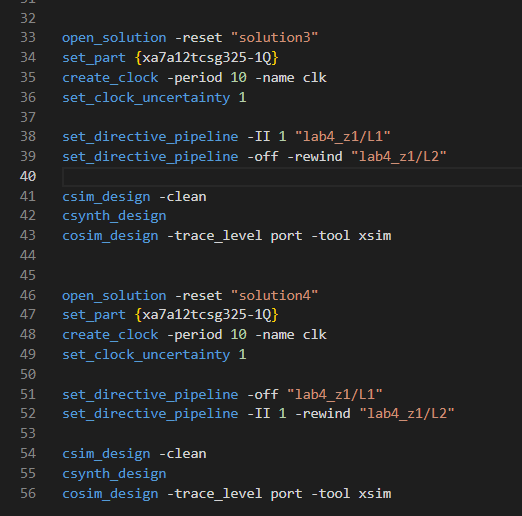 32
33 open_solution -reset "solution3"
34 set_part {xa7a12tcsg325-1Q}
35 create_clock -period 10 -name clk
36 set_clock_uncertainty 1
37
38 set_directive_pipeline -II 1 "lab4_z1/L1"
39 set_directive_pipeline -off -rewind "lab4_z1/L2"
40
41 csim_design -clean
42 csynth_design
43 cosim_design -trace_level port -tool xsim
44
45
46 open_solution -reset "solution4"
47 set_part {xa7a12tcsg325-1Q}
48 create_clock -period 10 -name clk
49 set_clock_uncertainty 1
50
51 set_directive_pipeline -off "lab4_z1/L1"
52 set_directive_pipeline -II 1 -rewind "lab4_z1/L2"
53
54 csim_design -clean
55 csynth_design
56 cosim_design -trace_level port -tool xsim